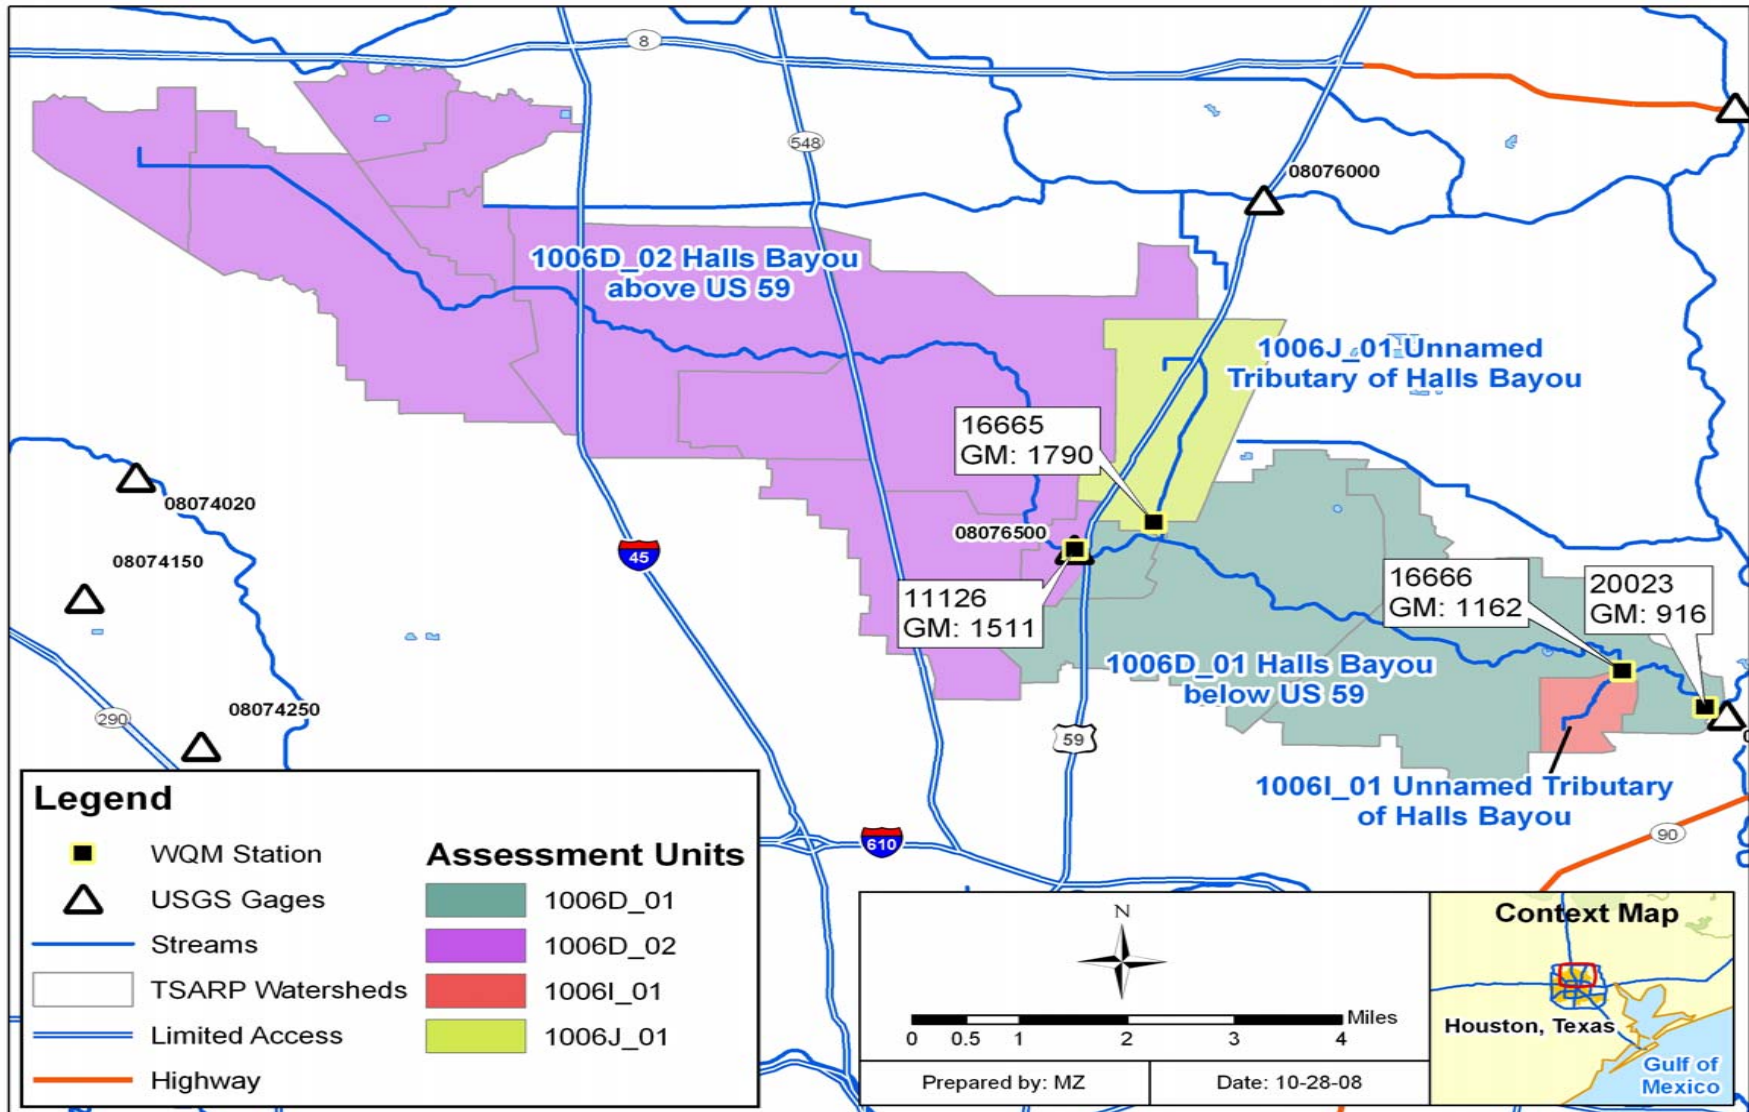 8
548
08076000
1006D_02 Halls Bayou
above US 59
1006J_01 Unnamed
Tributary of Halls Bayou
16665
GM: 1790
08074020
08076500
08074150
45
16666
GM: 1162
20023
GM: 916
11126
GM: 1511
1006D_01 Halls Bayou
below US 59
08074250
290
59
1006I_01 Unnamed Tributary
of Halls Bayou
90
610
Legend
WQM Station
USGS Gages
Streams
TSARP Watersheds
Limited Access
Highway
Assessment Units
1006D_01
1006D_02
1006I_01
1006J_01
N
Miles
0 0.5 1 2 3 4
Prepared by: MZ
Date: 10-28-08
Context Map
Houston, Texas
Gulf of
Mexico